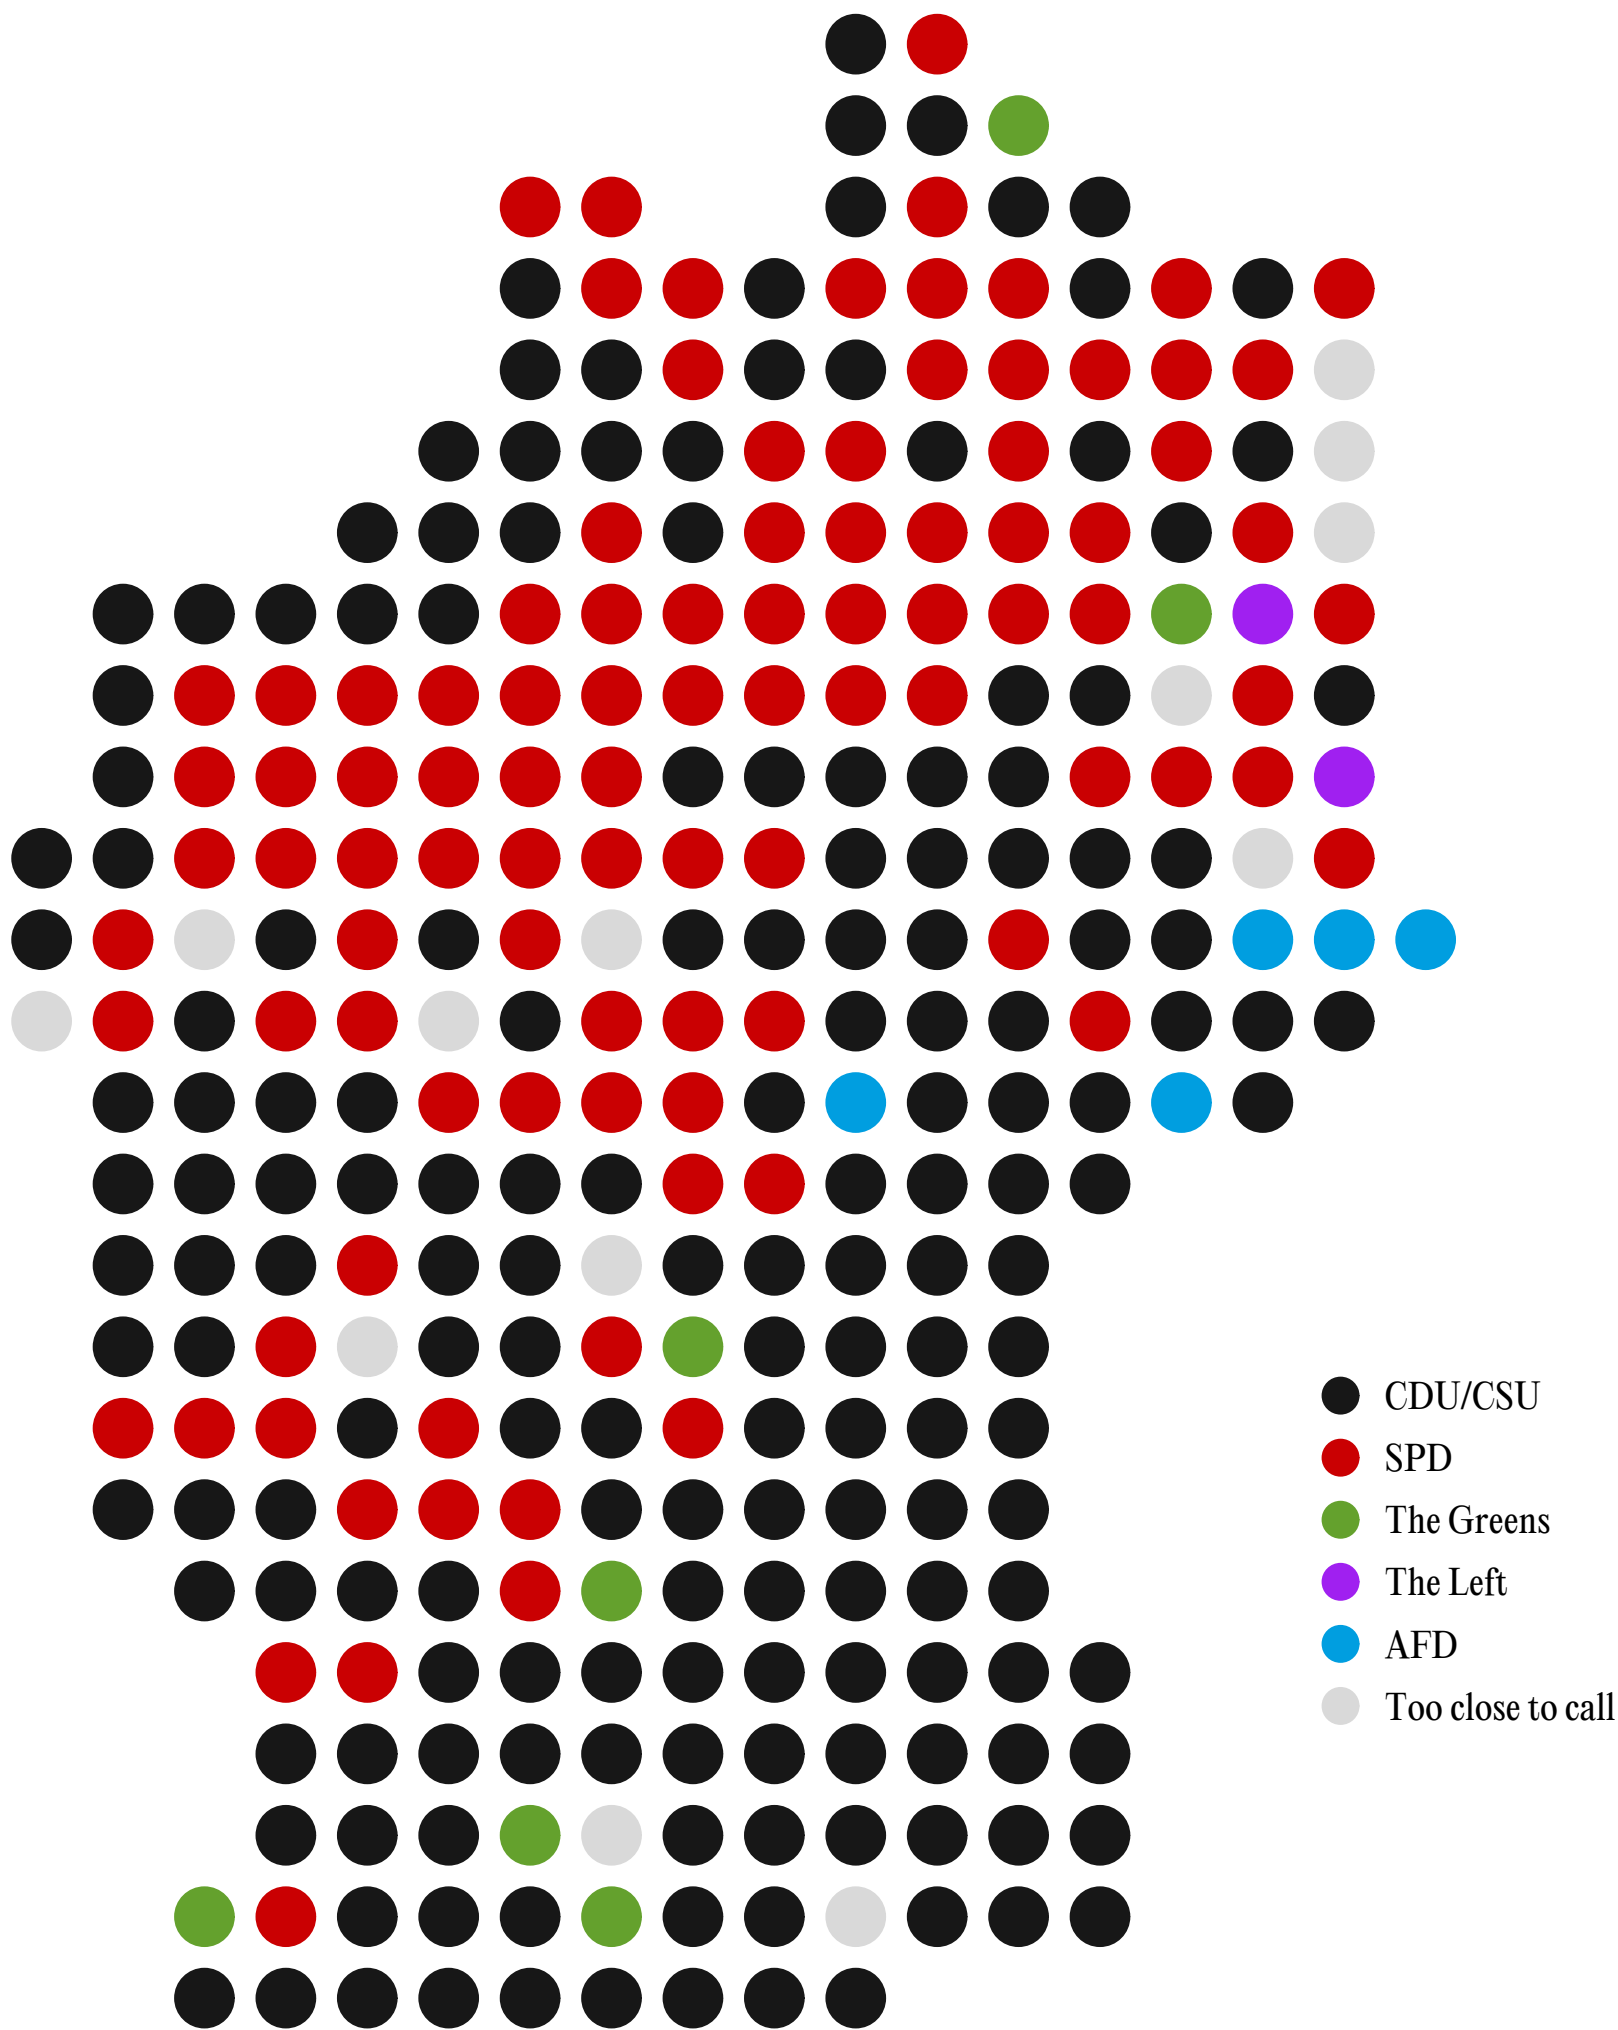 CDU/CSU
SPD
The Greens
The Left
AFD
Too close to call